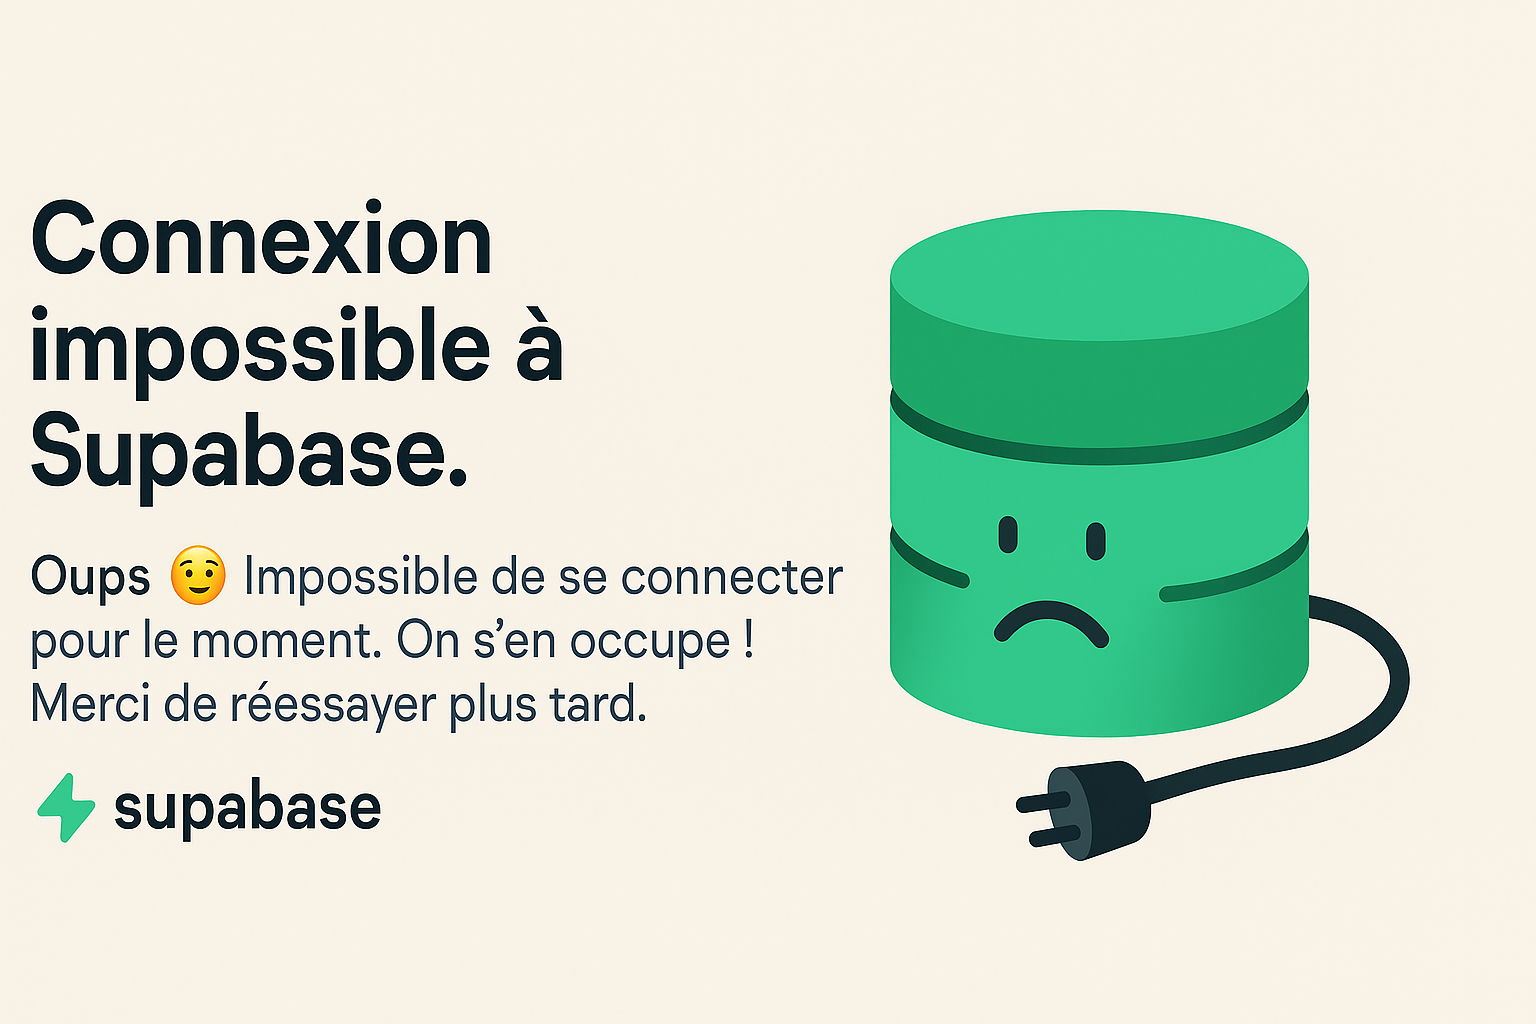 Connexion
impossible à
Supabase.
Oups 😉 Impossible de se connecter
pour le moment. On s’en occupe !
Merci de réessayer plus tard.
supabase